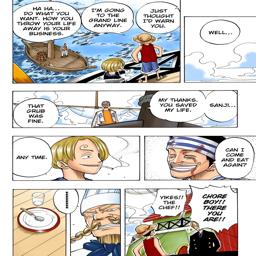 WELL...
JUST
THOUGHT
I'D WARN
YOU.
I'M GOING
TO THE
GRAND LINE
ANYWAY.
HA HA...
DO WHAT YOU
WANT. HOW YOU
THROW YOUR LIFE
AWAY IS YOUR
BUSINESS.
SANJI...
MY THANKS.
YOU SAVED
MY LIFE.
THAT
GRUB
WAS
FINE.
CAN I
COME
AND EAT
AGAIN?
ANY TIME.
CHORE
BOY!!
THERE
YOU
ARE!!
YIKES!!
THE
CHEF!!